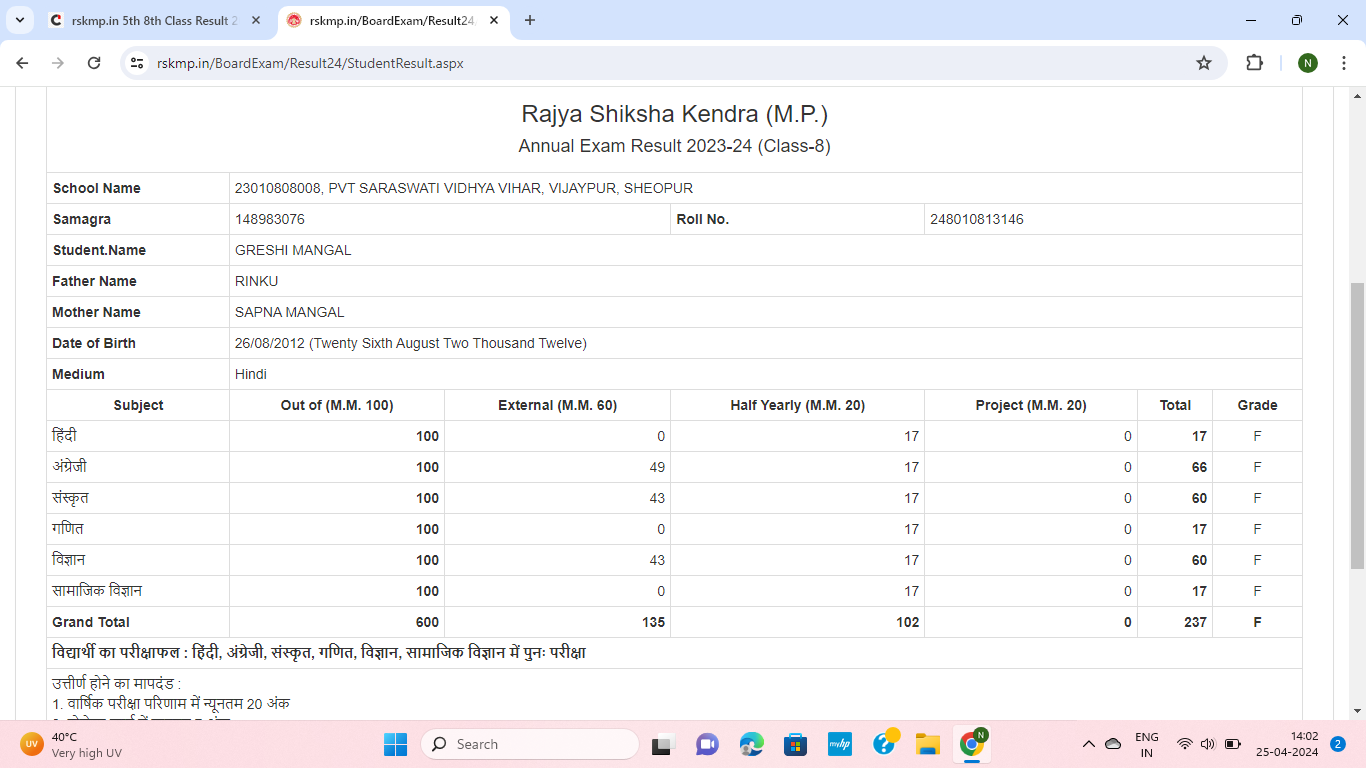 rskmp.in 5th 8th Class Result 2
rskmp.in/BoardExam/Result24
rskmp.in/BoardExam/Result24/StudentResult.aspx
N
Rajya Shiksha Kendra (M.P.)
Annual Exam Result 2023-24 (Class-8)
School Name 23010808008, PVT SARASWATI VIDHYA VIHAR, VIJAYPUR, SHEOPUR
Samagra 148983076 Roll No. 248010813146
Student.Name GRESHI MANGAL
Father Name RINKU
Mother Name SAPNA MANGAL
Date of Birth 26/08/2012 (Twenty Sixth August Two Thousand Twelve)
Medium Hindi
Subject Out of (M.M. 100) External (M.M. 60) Half Yearly (M.M. 20) Project (M.M. 20) Total Grade
हिंदी 100 0 17 0 17 F
अंग्रेजी 100 49 17 0 66 F
संस्कृत 100 43 17 0 60 F
गणित 100 0 17 0 17 F
विज्ञान 100 43 17 0 60 F
सामाजिक विज्ञान 100 0 17 0 17 F
Grand Total 600 135 102 0 237 F
विद्यार्थी का परीक्षाफल : हिंदी, अंग्रेजी, संस्कृत, गणित, विज्ञान, सामाजिक विज्ञान में पुनः परीक्षा
उत्तीर्ण होने का मापदंड :
1. वार्षिक परीक्षा परिणाम में न्यूनतम 20 अंक
UV 40°C
Very high UV
Search
myhp
N
ENG
IN
14:02
25-04-2024
2